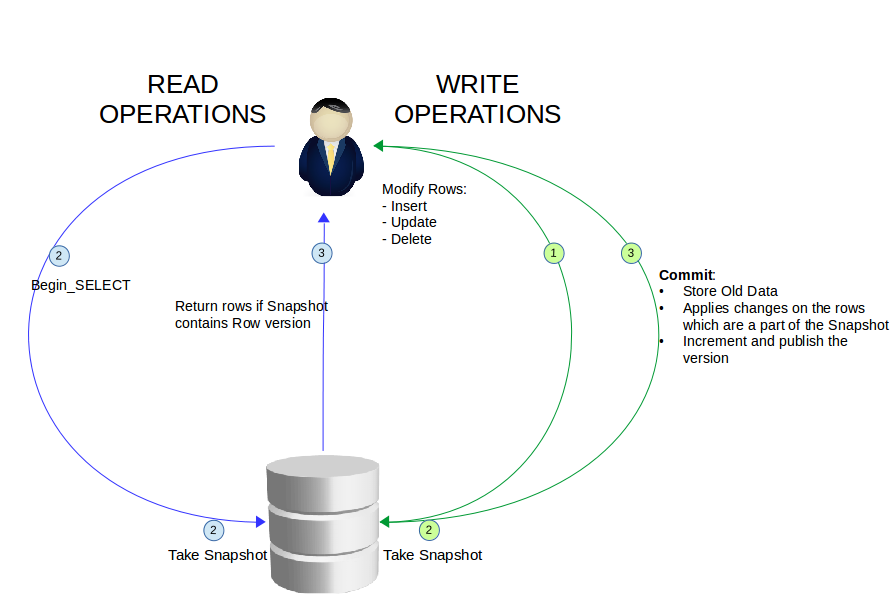 READ
OPERATIONS
WRITE
OPERATIONS
Modify Rows:
- Insert
- Update
- Delete
2
Begin_SELECT
3
Return rows if Snapshot
contains Row version
1
3
Commit:
• Store Old Data
• Applies changes on the rows
which are a part of the Snapshot
• Increment and publish the
version
2
Take Snapshot
2
Take Snapshot